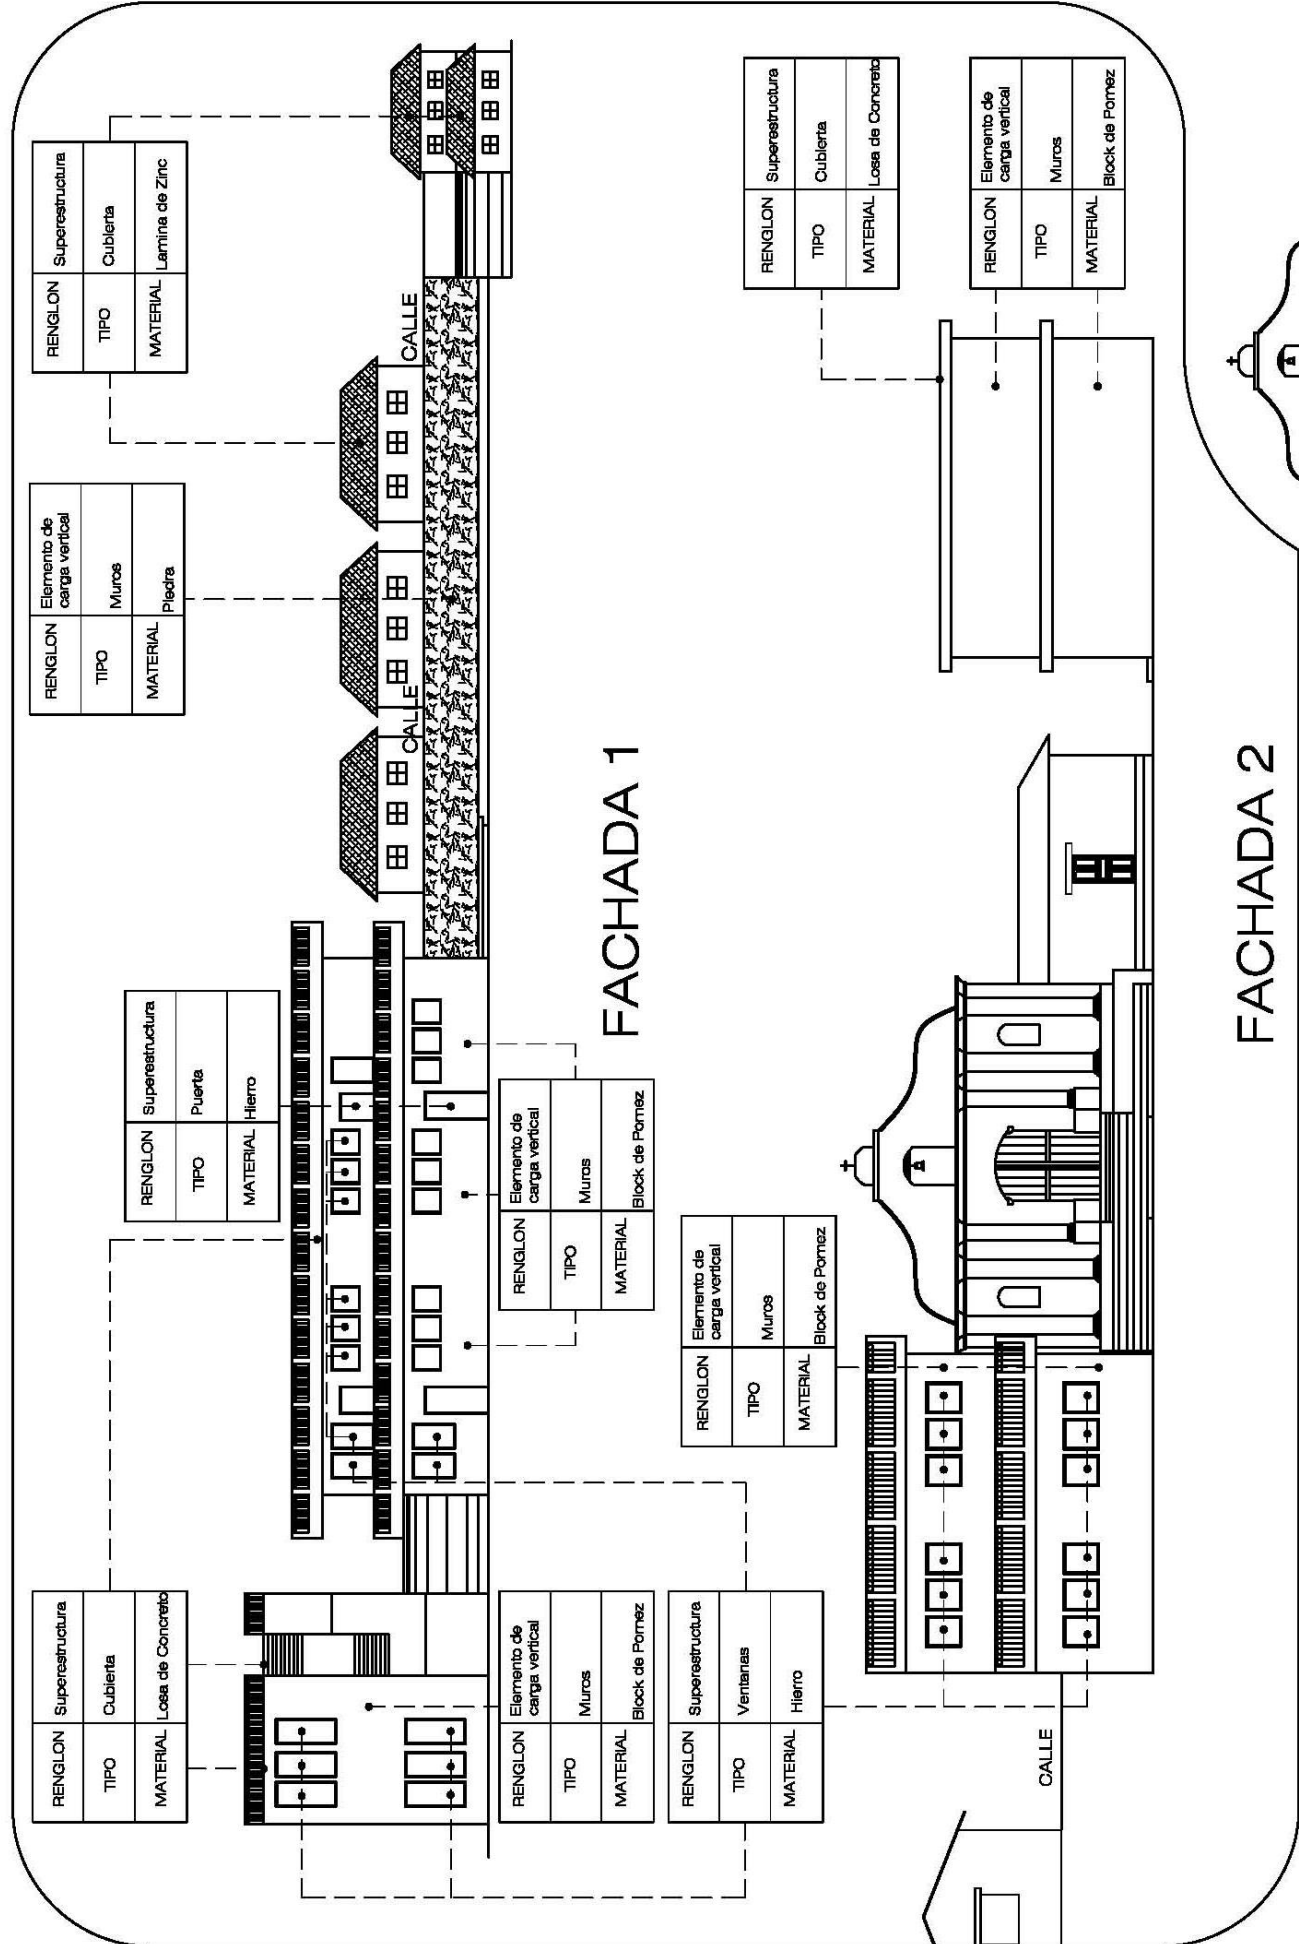 RENGLON Superestructura
TIPO Cubierta
MATERIAL Losa de Concreto
RENGLON Superestructura
TIPO Puerta
MATERIAL Hierro
RENGLON Elemento de
carga vertical
TIPO Muros
MATERIAL Piedra
RENGLON Superestructura
TIPO Cubierta
MATERIAL Lamina de Zinc
CALLE
CALLE
RENGLON Elemento de
carga vertical
TIPO Muros
MATERIAL Block de Pomez
RENGLON Elemento de
carga vertical
TIPO Muros
MATERIAL Block de Pomez
FACHADA 1
RENGLON Superestructura
TIPO Ventanas
MATERIAL Hierro
RENGLON Elemento de
carga vertical
TIPO Muros
MATERIAL Block de Pomez
RENGLON Superestructura
TIPO Cubierta
MATERIAL Losa de Concreto
RENGLON Elemento de
carga vertical
TIPO Muros
MATERIAL Block de Pomez
CALLE
FACHADA 2